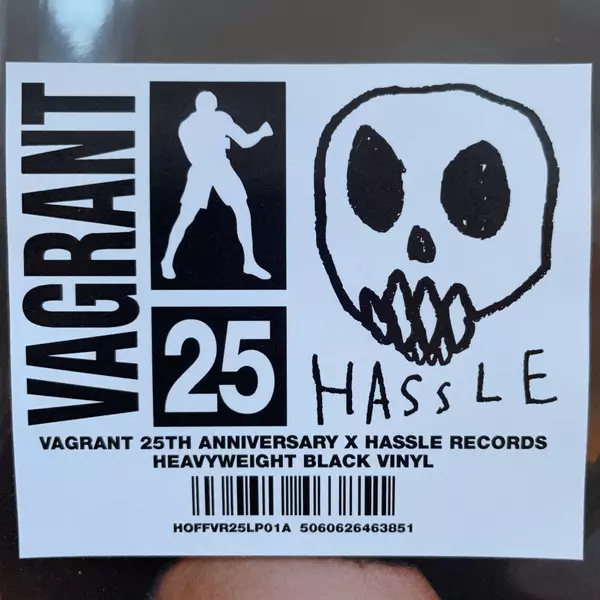 VAGRANT
25
HASSLE
VAGRANT 25TH ANNIVERSARY X HASSLE RECORDS
HEAVYWEIGHT BLACK VINYL
HOFFVR25LP01A 5060626463851